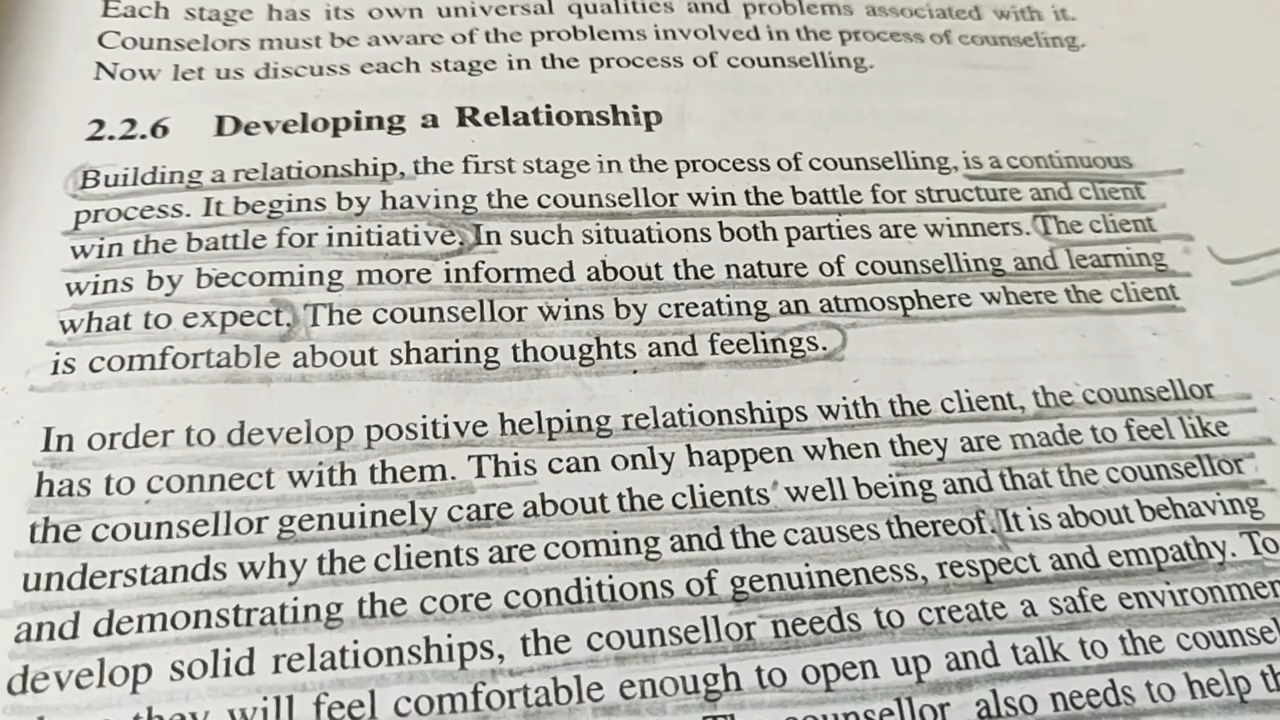 Each stage has its own universal qualities and problems associated with it.
Counselors must be aware of the problems involved in the process of counseling.
Now let us discuss each stage in the process of counselling.
2.2.6 Developing a Relationship
Building a relationship, the first stage in the process of counselling, is a continuous
process. It begins by having the counsellor win the battle for structure and client
win the battle for initiative. In such situations both parties are winners. The client
wins by becoming more informed about the nature of counselling and learning
what to expect. The counsellor wins by creating an atmosphere where the client
is comfortable about sharing thoughts and feelings.
In order to develop positive helping relationships with the client, the counsellor
has to connect with them. This can only happen when they are made to feel like
the counsellor genuinely care about the clients' well being and that the counsellor
understands why the clients are coming and the causes thereof. It is about behaving
and demonstrating the core conditions of genuineness, respect and empathy. To
develop solid relationships, the counsellor needs to create a safe environmen
they will feel comfortable enough to open up and talk to the counsel
counsellor also needs to help th